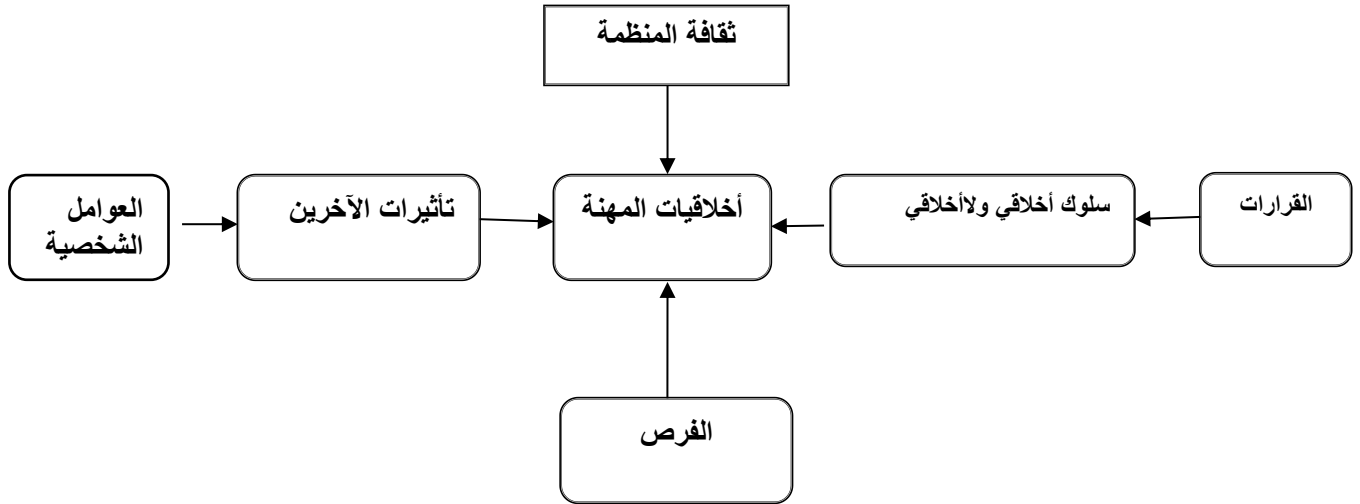 ثقافة المنظمة
القرارات
سلوك أخلاقي ولاأخلاقي
أخلاقيات المهنة
تأثيرات الآخرين
العوامل
الشخصية
الفرص